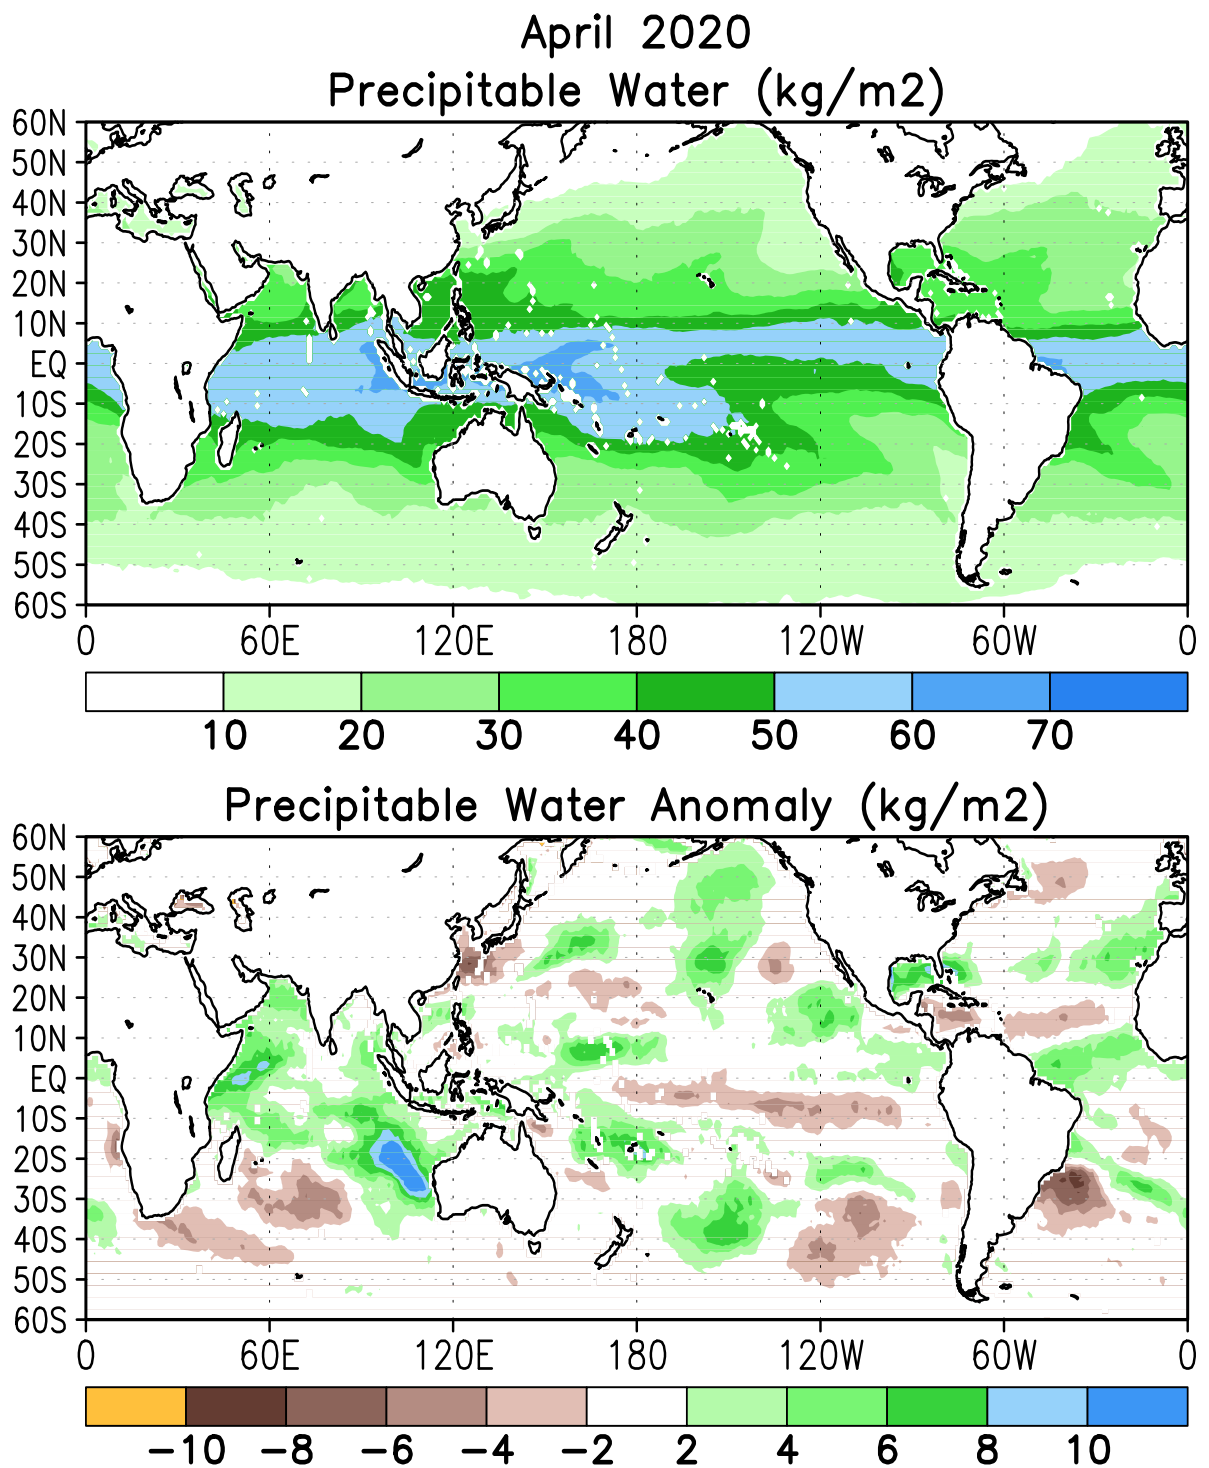 April 2020
Precipitable Water (kg/m2)
60N
50N
40N
30N
20N
10N
EQ
10S
20S
30S
40S
50S
60S
0 60E 120E 180 120W 60W 0
10 20 30 40 50 60 70
Precipitable Water Anomaly (kg/m2)
60N
50N
40N
30N
20N
10N
EQ
10S
20S
30S
40S
50S
60S
0 60E 120E 180 120W 60W 0
−10 −8 −6 −4 −2 2 4 6 8 10